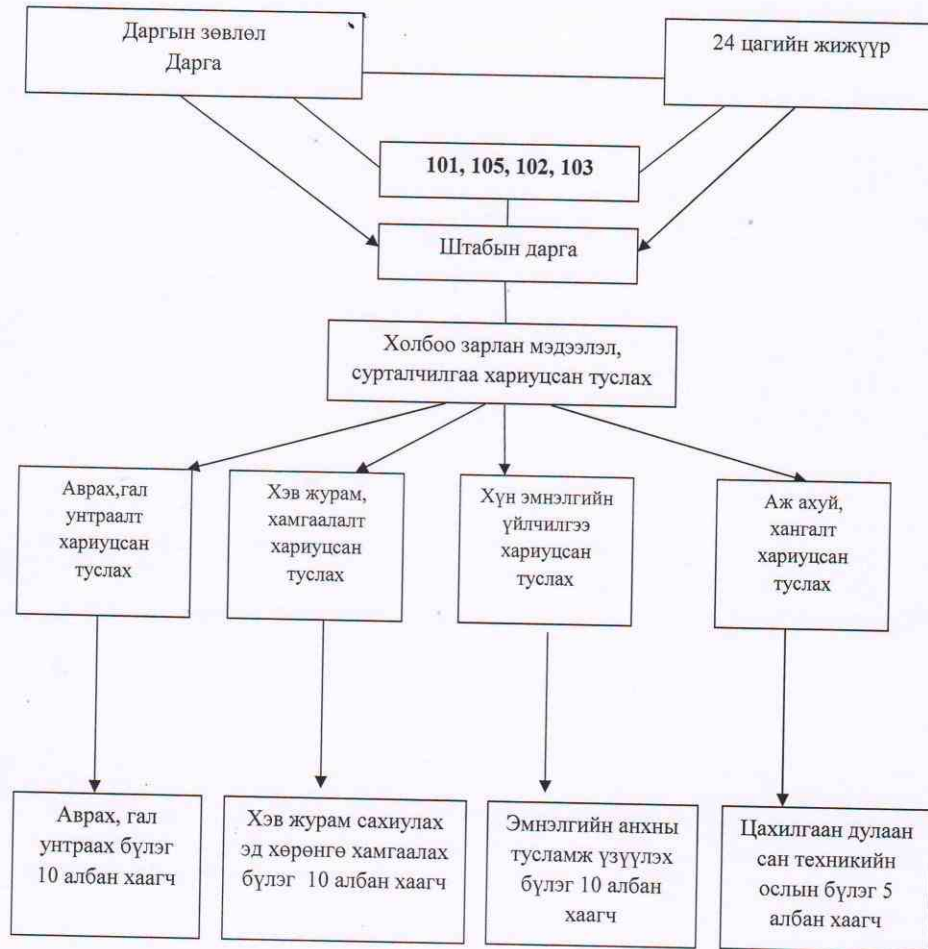 Даргын зөвлөл
Дарга
24 цагийн жижүүр
101, 105, 102, 103
Штабын дарга
Холбоо зарлан мэдээлэл,
сурталчилгаа хариуцсан туслах
Аврах,гал
унтраалт
хариуцсан
туслах
Хэв журам,
хамгаалалт
хариуцсан
туслах
Хүн эмнэлгийн
үйлчилгээ
хариуцсан
туслах
Аж ахуй,
хангалт
хариуцсан
туслах
Аврах, гал
унтраах бүлэг
10 албан хаагч
Хэв журам сахиулах
эд хөрөнгө хамгаалах
бүлэг 10 албан хаагч
Эмнэлгийн анхны
тусламж үзүүлэх
бүлэг 10 албан
хаагч
Цахилгаан дулаан
сан техникийн
ослын бүлэг 5
албан хаагч